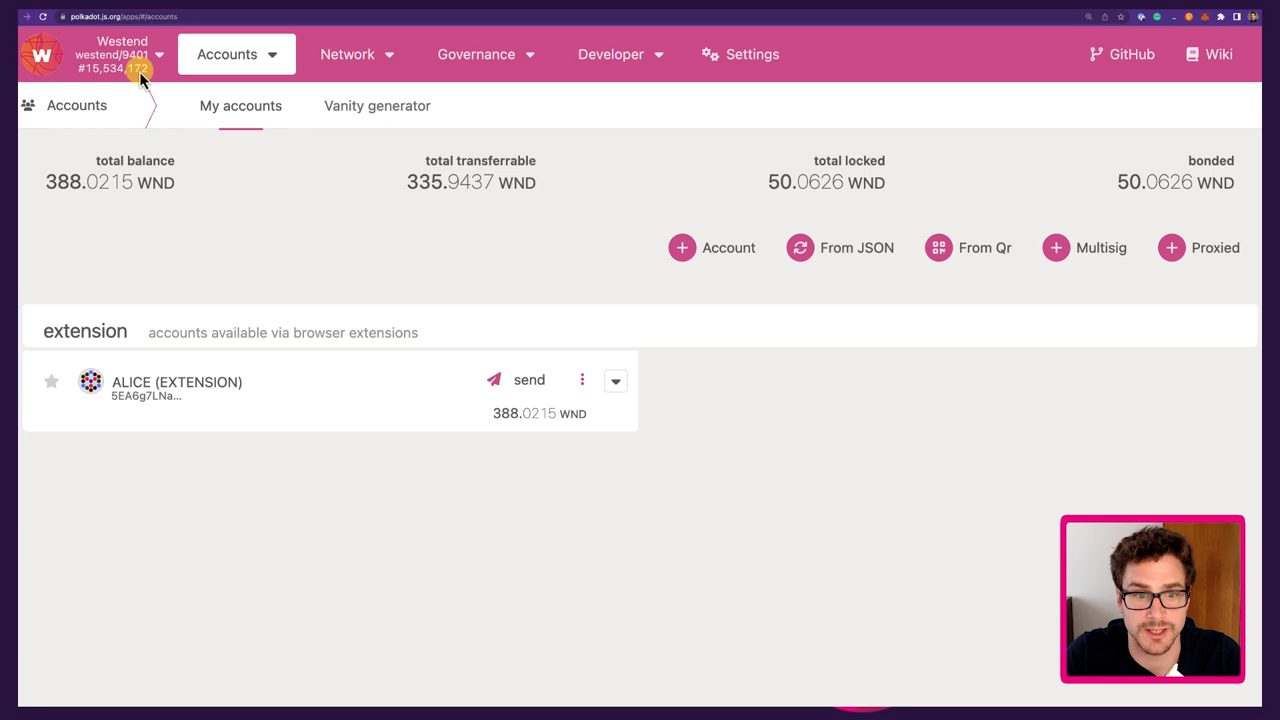 polkadot.js.org/apps/#/accounts
W
Westend
westend/9401
#15,534,172
Accounts
Network
Governance
Developer
Settings
GitHub
Wiki
Accounts
My accounts
Vanity generator
total balance
388.0215 WND
total transferrable
335.9437 WND
total locked
50.0626 WND
bonded
50.0626 WND
Account
From JSON
From Qr
Multisig
Proxied
extension accounts available via browser extensions
ALICE (EXTENSION)
5EA6g7LNa...
send
388.0215 WND